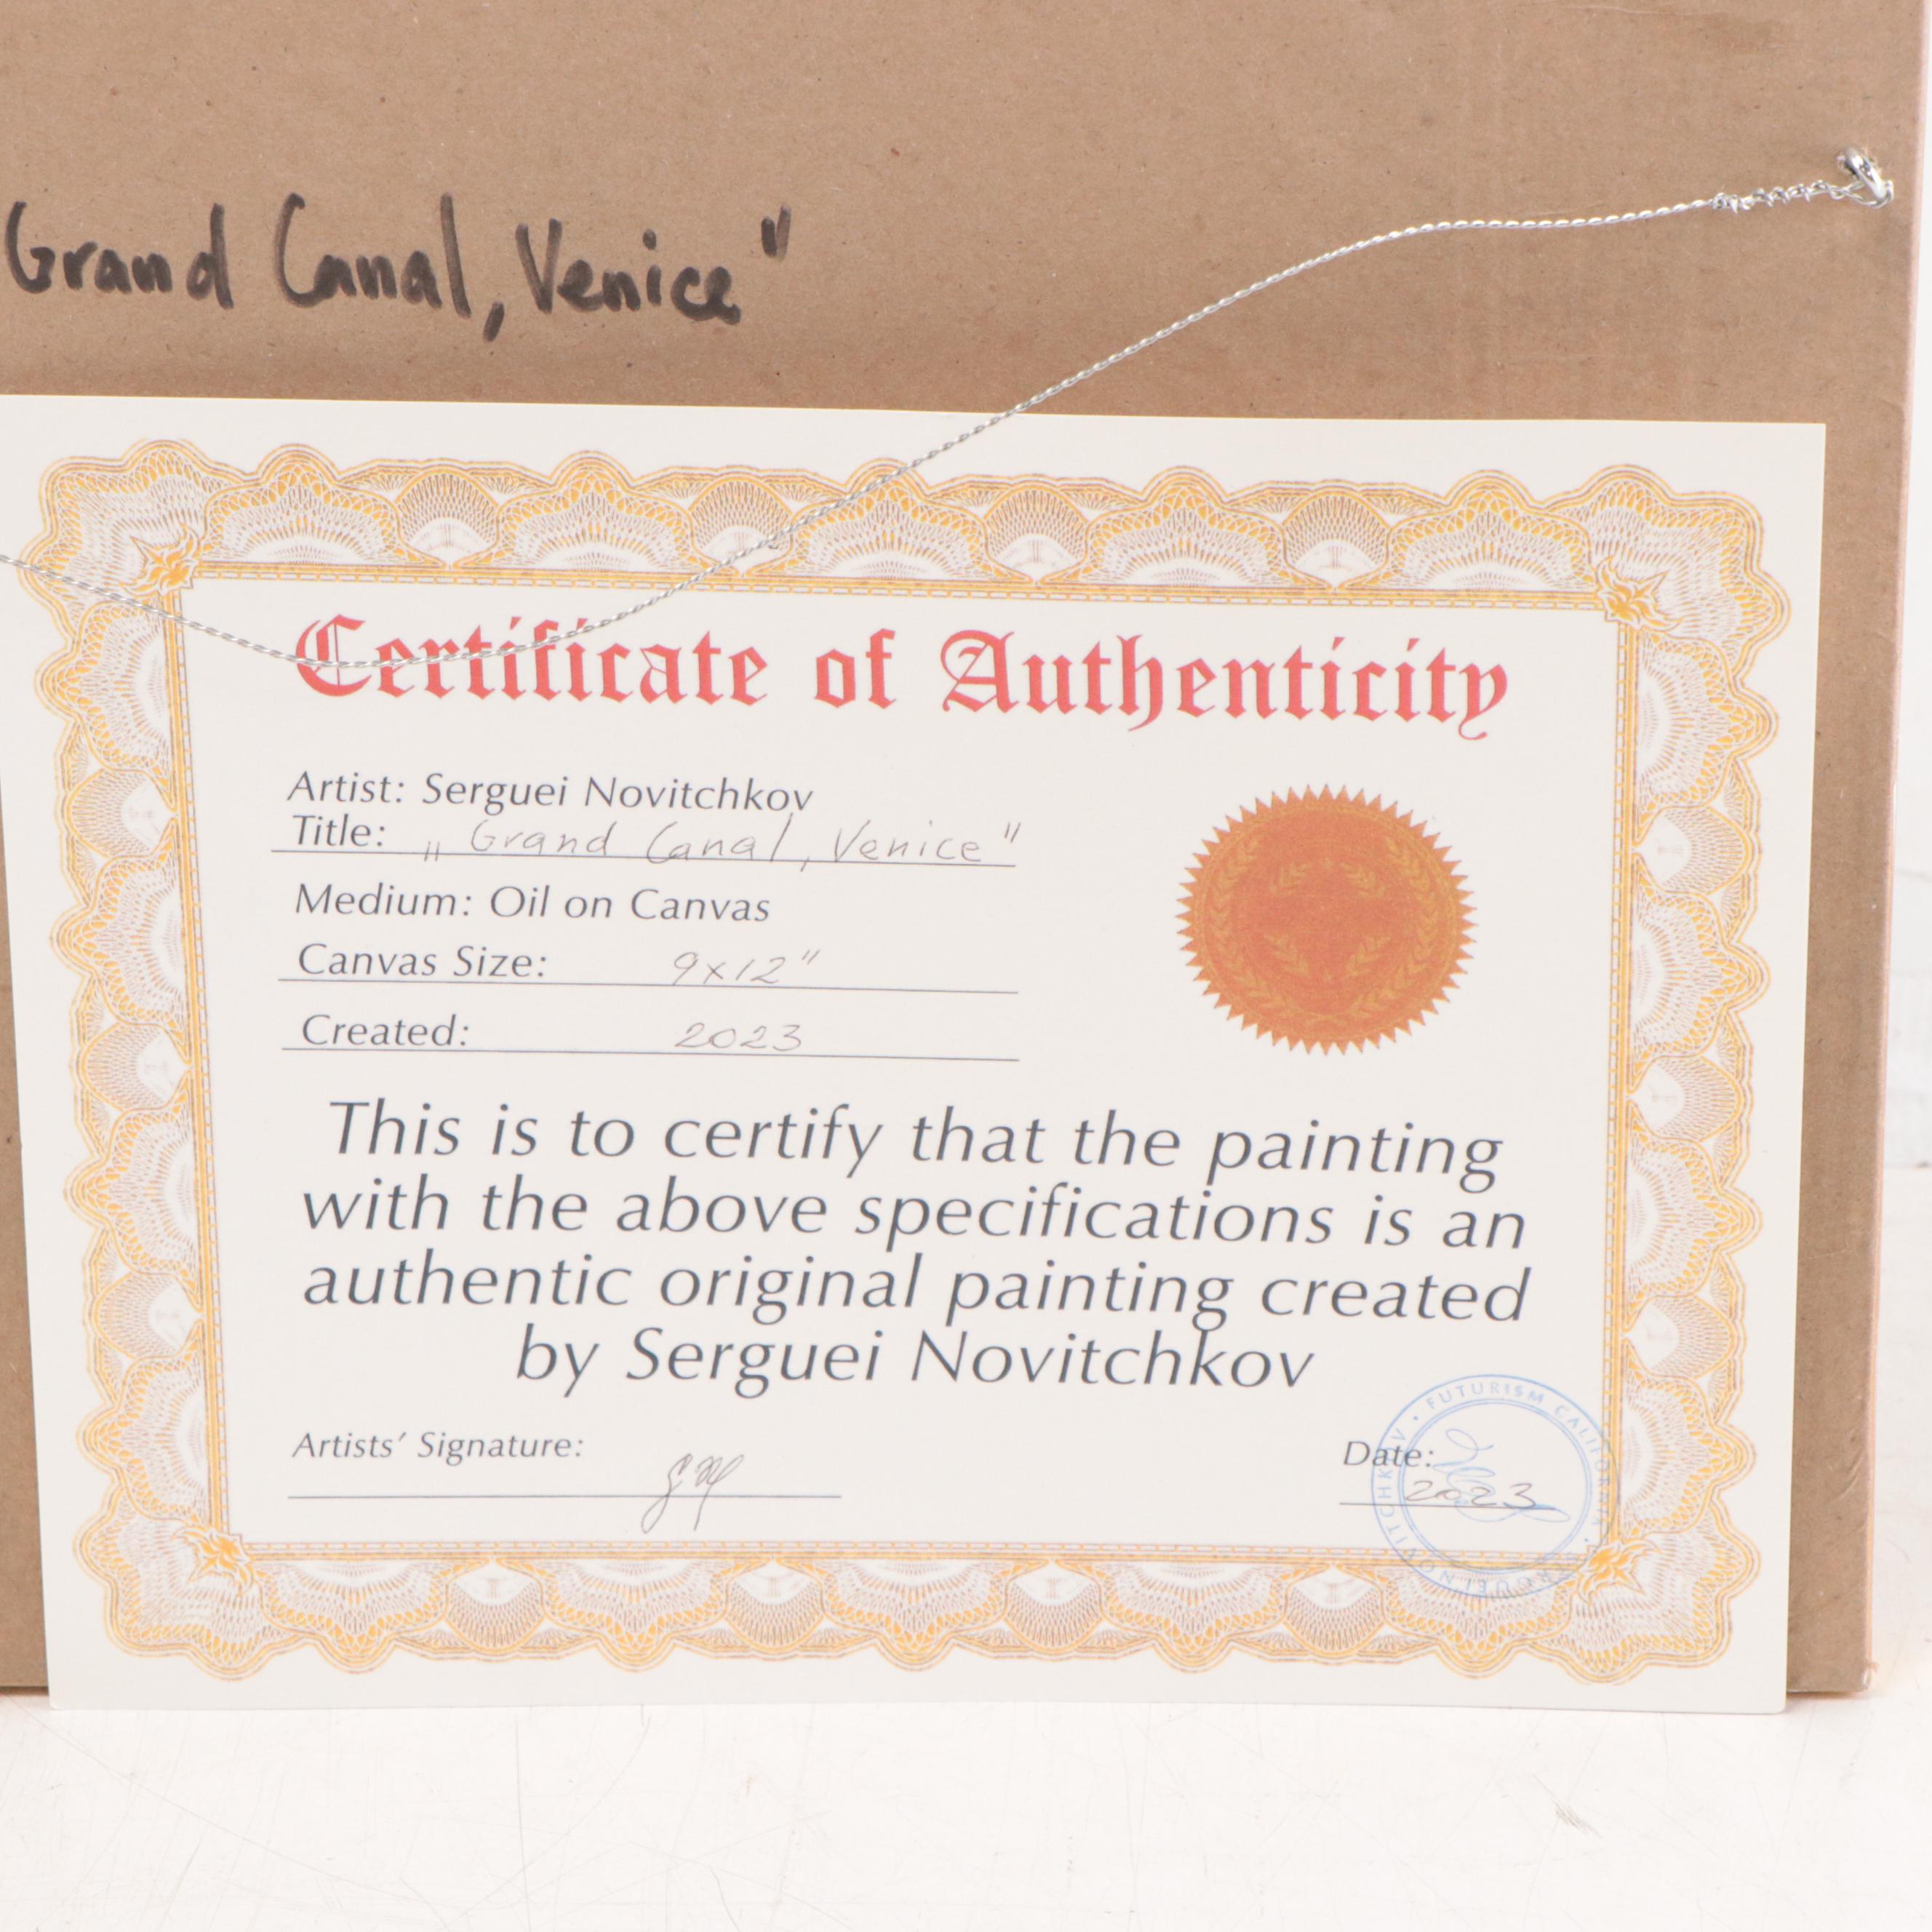 Grand Canal, Venice"
Certificate of Authenticity
Artist: Serguei Novitchkov
Title: „Grand Canal, Venice"
Medium: Oil on Canvas
Canvas Size: 9x12"
Created: 2023
This is to certify that the painting
with the above specifications is an
authentic original painting created
by Serguei Novitchkov
Artists' Signature:
Date:
2023
FUTURISM CALIFORNIA • SERGUEI NOVITCHKOV •